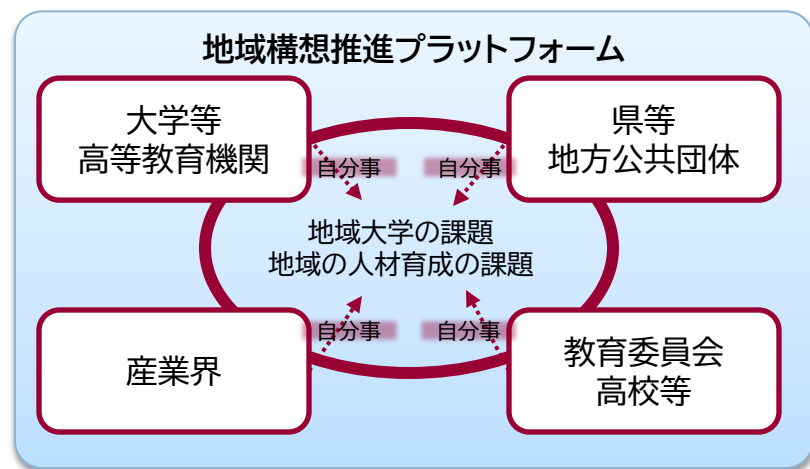 地域構想推進プラットフォーム
大学等
高等教育機関
県等
地方公共団体
自分事
自分事
地域大学の課題
地域の人材育成の課題
自分事
自分事
産業界
教育委員会
高校等